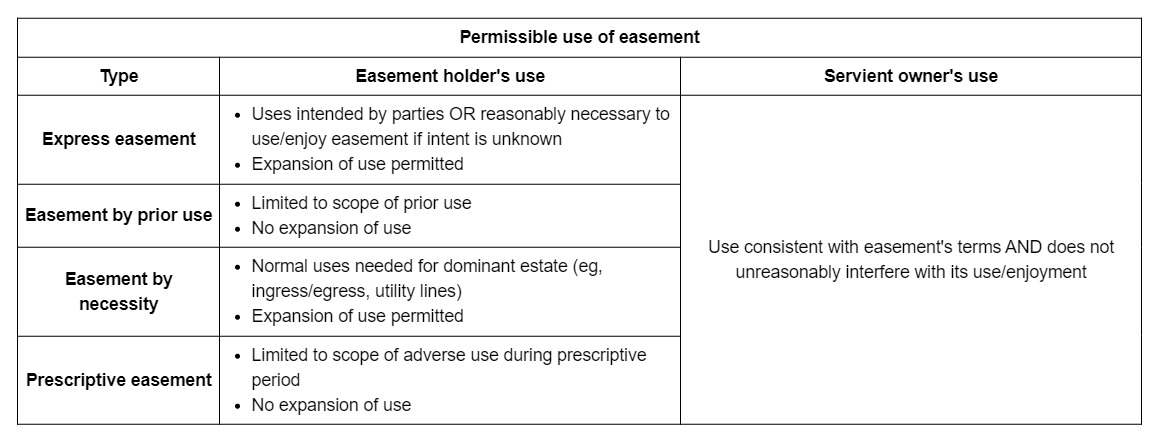 Permissible use of easement
Type
Easement holder's use
Servient owner's use
Express easement
• Uses intended by parties OR reasonably necessary to
use/enjoy easement if intent is unknown
• Expansion of use permitted
Easement by prior use
• Limited to scope of prior use
• No expansion of use
Easement by
necessity
• Normal uses needed for dominant estate (eg,
ingress/egress, utility lines)
• Expansion of use permitted
Prescriptive easement
• Limited to scope of adverse use during prescriptive
period
• No expansion of use
Use consistent with easement's terms AND does not
unreasonably interfere with its use/enjoyment